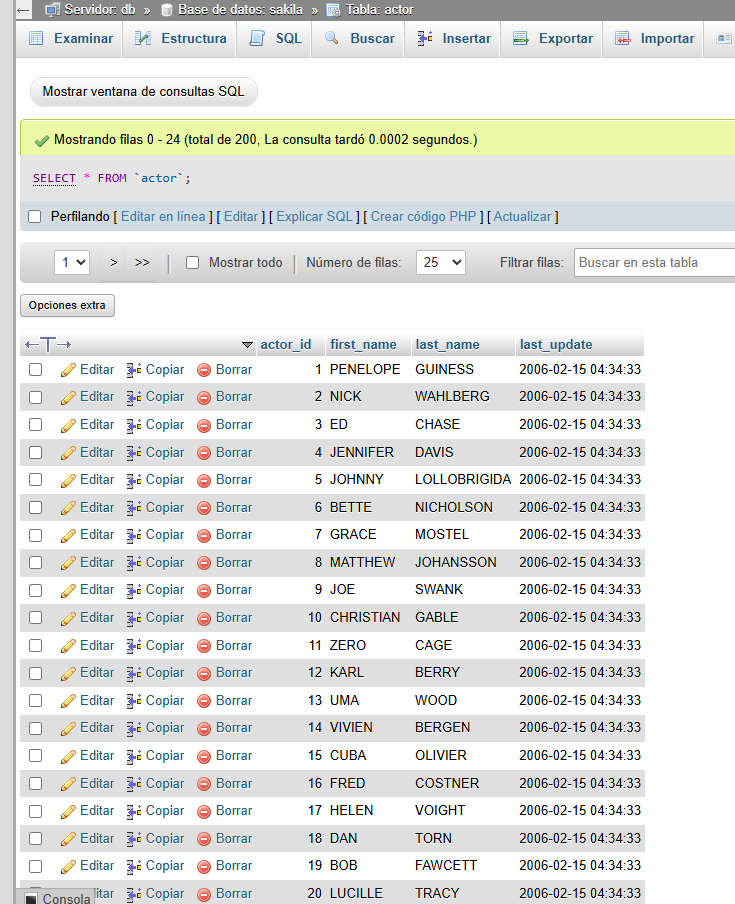 Servidor: db » Base de datos: sakila » Tabla: actor
Examinar Estructura SQL Buscar Insertar Exportar Importar
Mostrar ventana de consultas SQL
Mostrando filas 0 - 24 (total de 200, La consulta tardó 0.0002 segundos.)
SELECT * FROM `actor`;
Perfilando [ Editar en línea ] [ Editar ] [ Explicar SQL ] [ Crear código PHP ] [ Actualizar ]
1 > >> | Mostrar todo | Número de filas: 25 Filtrar filas: Buscar en esta tabla
Opciones extra
←T→ actor_id first_name last_name last_update
Editar Copiar Borrar 1 PENELOPE GUINESS 2006-02-15 04:34:33
Editar Copiar Borrar 2 NICK WAHLBERG 2006-02-15 04:34:33
Editar Copiar Borrar 3 ED CHASE 2006-02-15 04:34:33
Editar Copiar Borrar 4 JENNIFER DAVIS 2006-02-15 04:34:33
Editar Copiar Borrar 5 JOHNNY LOLLOBRIGIDA 2006-02-15 04:34:33
Editar Copiar Borrar 6 BETTE NICHOLSON 2006-02-15 04:34:33
Editar Copiar Borrar 7 GRACE MOSTEL 2006-02-15 04:34:33
Editar Copiar Borrar 8 MATTHEW JOHANSSON 2006-02-15 04:34:33
Editar Copiar Borrar 9 JOE SWANK 2006-02-15 04:34:33
Editar Copiar Borrar 10 CHRISTIAN GABLE 2006-02-15 04:34:33
Editar Copiar Borrar 11 ZERO CAGE 2006-02-15 04:34:33
Editar Copiar Borrar 12 KARL BERRY 2006-02-15 04:34:33
Editar Copiar Borrar 13 UMA WOOD 2006-02-15 04:34:33
Editar Copiar Borrar 14 VIVIEN BERGEN 2006-02-15 04:34:33
Editar Copiar Borrar 15 CUBA OLIVIER 2006-02-15 04:34:33
Editar Copiar Borrar 16 FRED COSTNER 2006-02-15 04:34:33
Editar Copiar Borrar 17 HELEN VOIGHT 2006-02-15 04:34:33
Editar Copiar Borrar 18 DAN TORN 2006-02-15 04:34:33
Editar Copiar Borrar 19 BOB FAWCETT 2006-02-15 04:34:33
itar Copiar Borrar 20 LUCILLE TRACY 2006-02-15 04:34:33
Consola